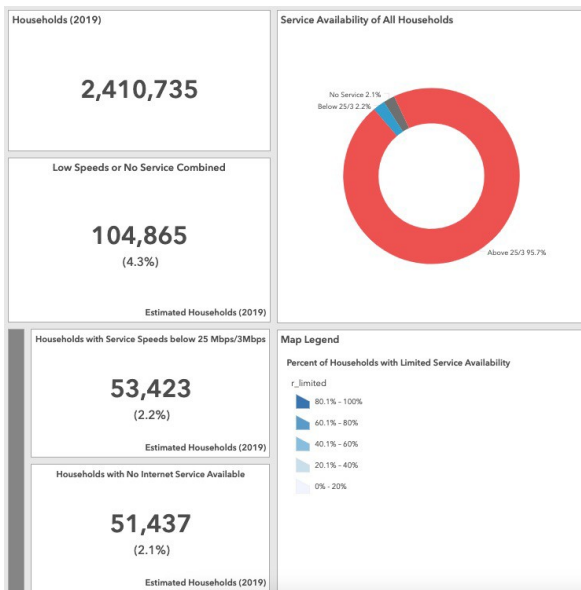 Households (2019)
2,410,735
Low Speeds or No Service Combined
104,865
(4.3%)
Estimated Households (2019)
Households with Service Speeds below 25 Mbps/3Mbps
53,423
(2.2%)
Estimated Households (2019)
Households with No Internet Service Available
51,437
(2.1%)
Estimated Households (2019)
Service Availability of All Households
No Service 2.1%
Below 25/3 2.2%
Above 25/3 95.7%
Map Legend
Percent of Households with Limited Service Availability
r_limited
80.1% - 100%
60.1% - 80%
40.1% - 60%
20.1% - 40%
0% - 20%